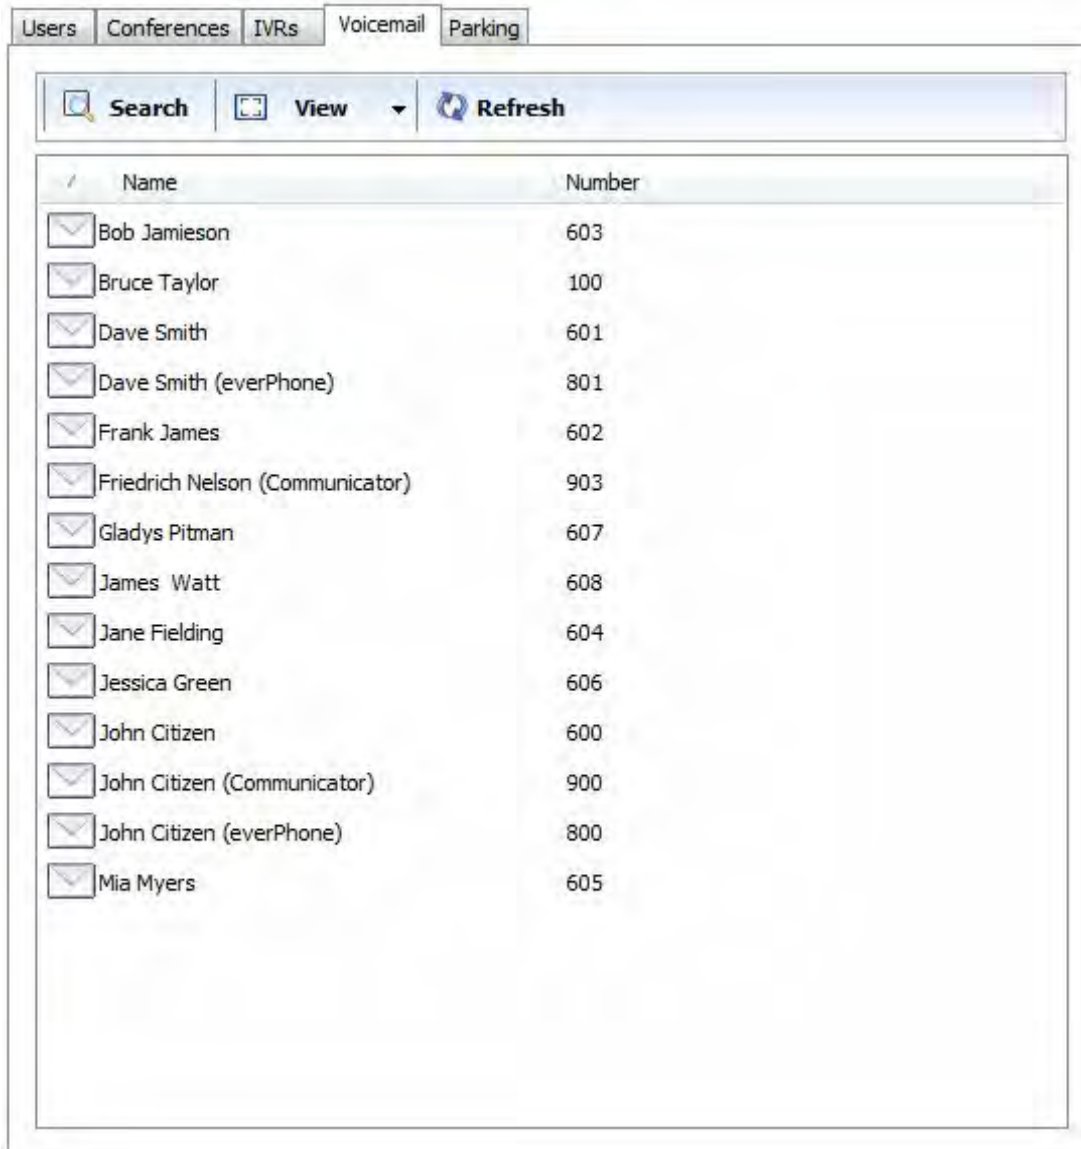 Users Conferences IVRs Voicemail Parking
Search View Refresh
Name Number
Bob Jamieson 603
Bruce Taylor 100
Dave Smith 601
Dave Smith (everPhone) 801
Frank James 602
Friedrich Nelson (Communicator) 903
Gladys Pitman 607
James  Watt 608
Jane Fielding 604
Jessica Green 606
John Citizen 600
John Citizen (Communicator) 900
John Citizen (everPhone) 800
Mia Myers 605